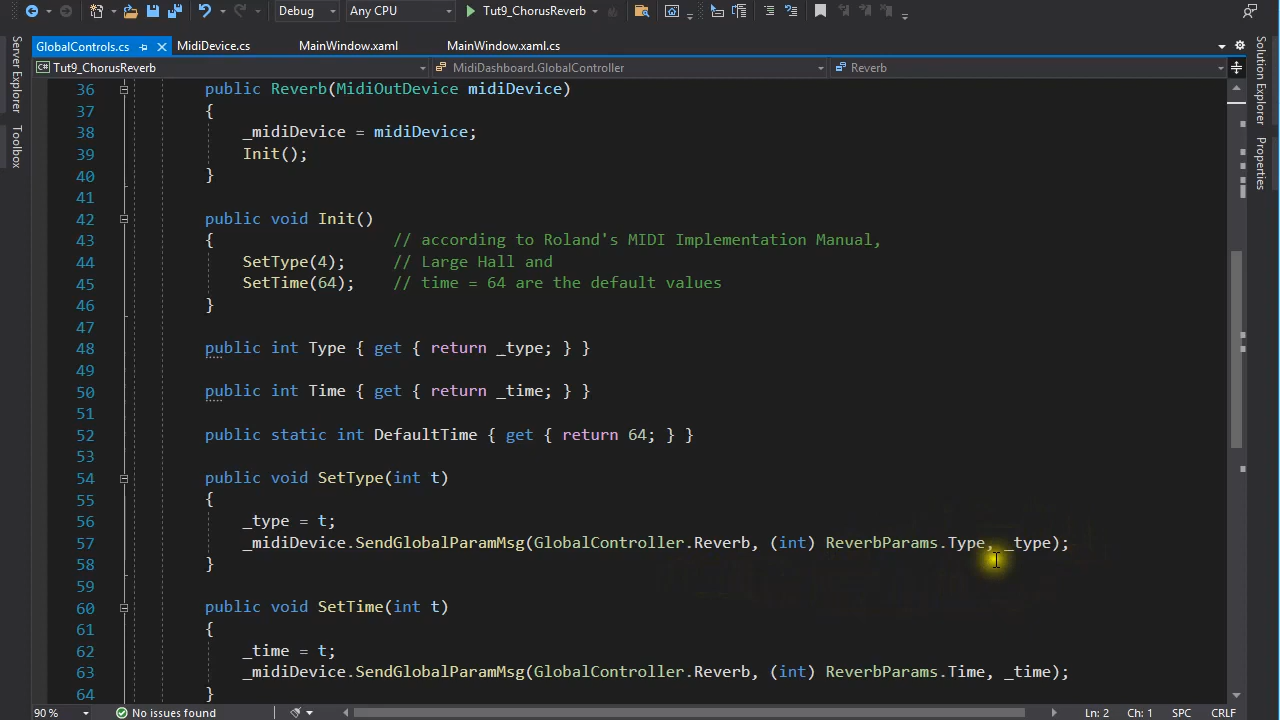 Debug Any CPU Tut9_ChorusReverb
GlobalControls.cs MidiDevice.cs MainWindow.xaml MainWindow.xaml.cs
C# Tut9_ChorusReverb MidiDashboard.GlobalController Reverb
Server Explorer
Toolbox
Solution Explorer
Properties
36 public Reverb(MidiOutDevice midiDevice)
37 {
38 _midiDevice = midiDevice;
39 Init();
40 }
41
42 public void Init()
43 { // according to Roland's MIDI Implementation Manual,
44 SetType(4); // Large Hall and
45 SetTime(64); // time = 64 are the default values
46 }
47
48 public int Type { get { return _type; } }
49
50 public int Time { get { return _time; } }
51
52 public static int DefaultTime { get { return 64; } }
53
54 public void SetType(int t)
55 {
56 _type = t;
57 _midiDevice.SendGlobalParamMsg(GlobalController.Reverb, (int) ReverbParams.Type, _type);
58 }
59
60 public void SetTime(int t)
61 {
62 _time = t;
63 _midiDevice.SendGlobalParamMsg(GlobalController.Reverb, (int) ReverbParams.Time, _time);
64 }
90 % No issues found Ln: 2 Ch: 1 SPC CRLF